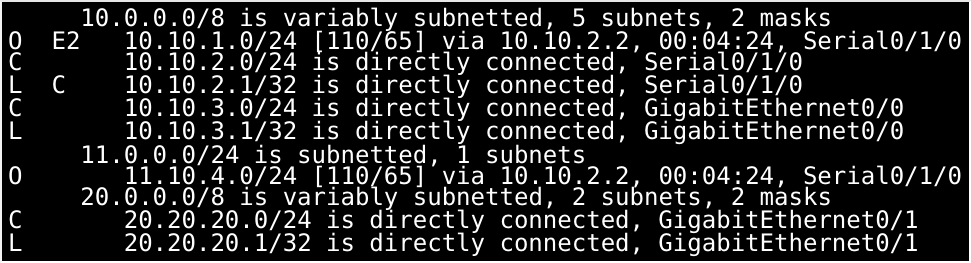 10.0.0.0/8 is variably subnetted, 5 subnets, 2 masks
O E2 10.10.1.0/24 [110/65] via 10.10.2.2, 00:04:24, Serial0/1/0
C 10.10.2.0/24 is directly connected, Serial0/1/0
L C 10.10.2.1/32 is directly connected, Serial0/1/0
C 10.10.3.0/24 is directly connected, GigabitEthernet0/0
L 10.10.3.1/32 is directly connected, GigabitEthernet0/0
11.0.0.0/24 is subnetted, 1 subnets
O 11.10.4.0/24 [110/65] via 10.10.2.2, 00:04:24, Serial0/1/0
20.0.0.0/8 is variably subnetted, 2 subnets, 2 masks
C 20.20.20.0/24 is directly connected, GigabitEthernet0/1
L 20.20.20.1/32 is directly connected, GigabitEthernet0/1